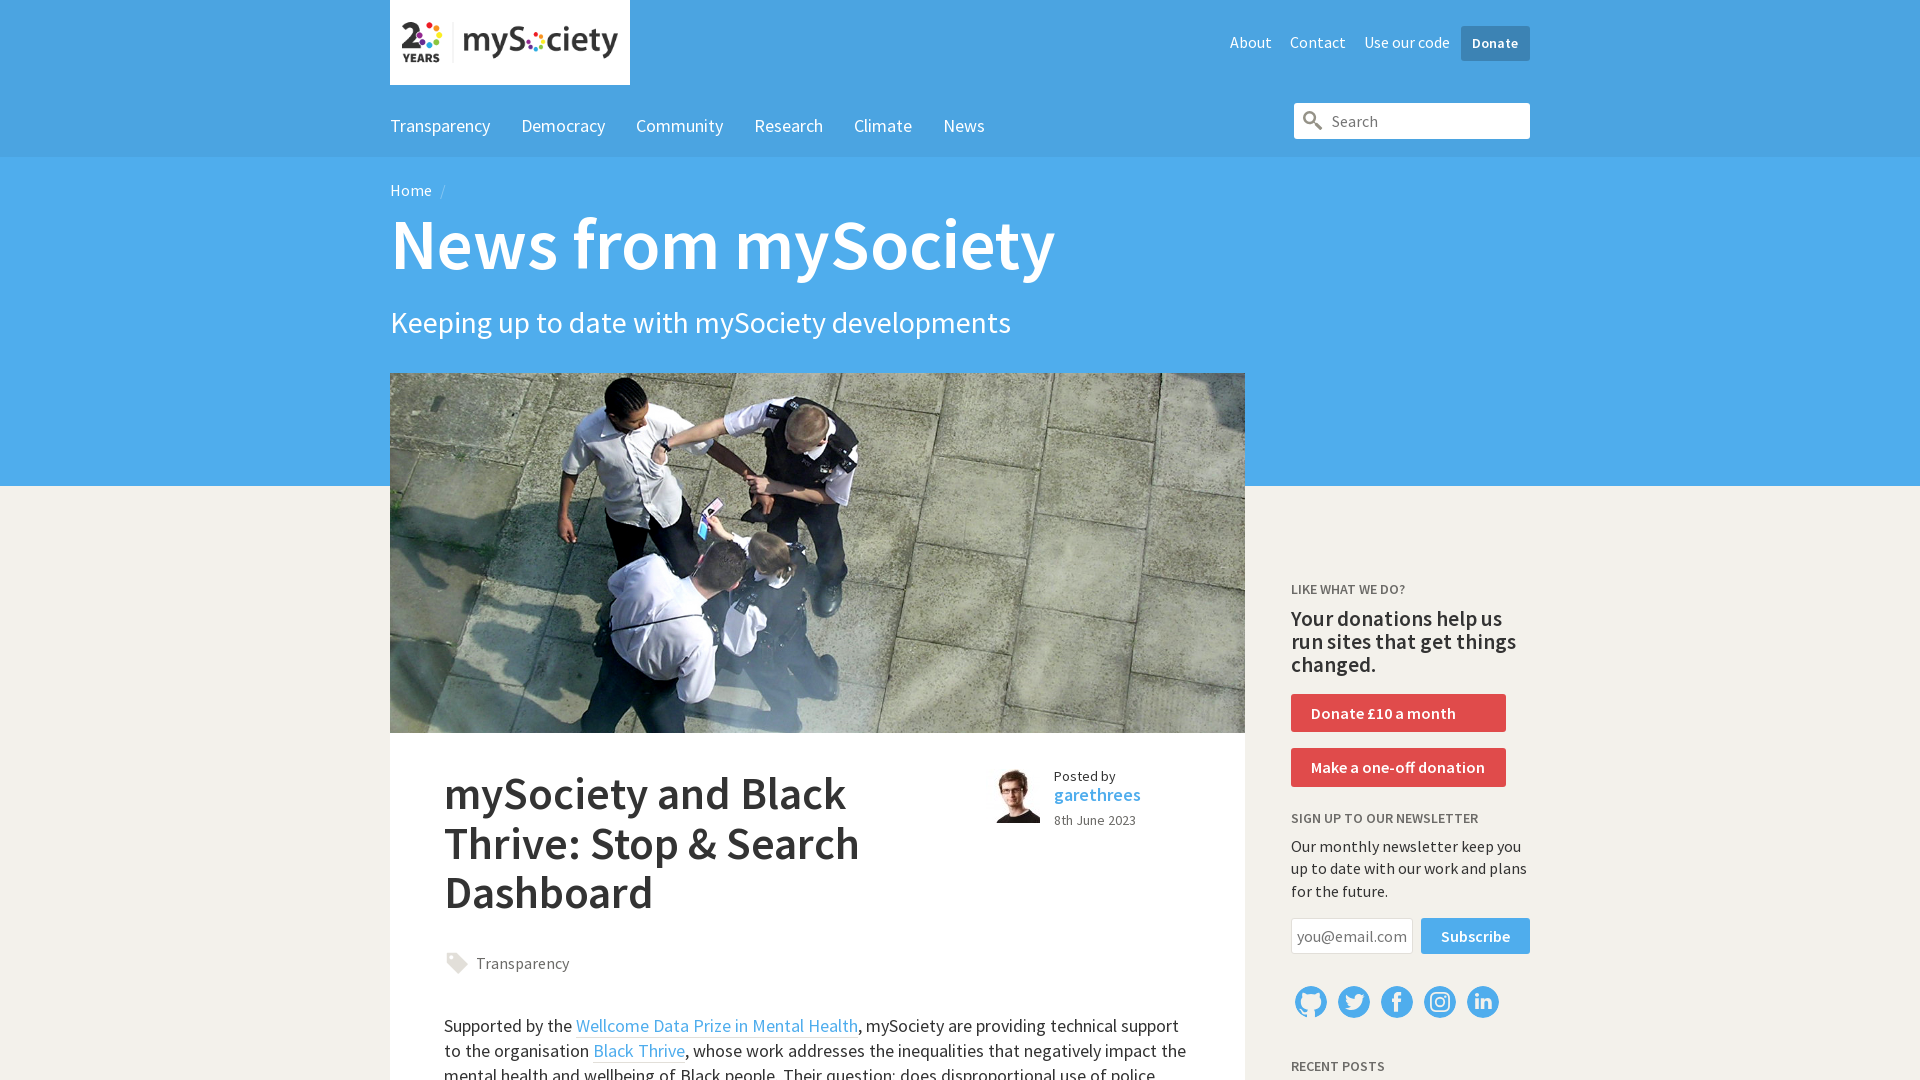 20 YEARS mySociety
About Contact Use our code Donate
Transparency Democracy Community Research Climate News
Search
Home /
News from mySociety
Keeping up to date with mySociety developments
mySociety and Black
Thrive: Stop & Search
Dashboard
Posted by
garethrees
8th June 2023
Transparency
Supported by the Wellcome Data Prize in Mental Health, mySociety are providing technical support
to the organisation Black Thrive, whose work addresses the inequalities that negatively impact the
mental health and wellbeing of Black people. Their question: does disproportional use of police
LIKE WHAT WE DO?
Your donations help us
run sites that get things
changed.
Donate £10 a month
Make a one-off donation
SIGN UP TO OUR NEWSLETTER
Our monthly newsletter keep you
up to date with our work and plans
for the future.
you@email.com Subscribe
RECENT POSTS